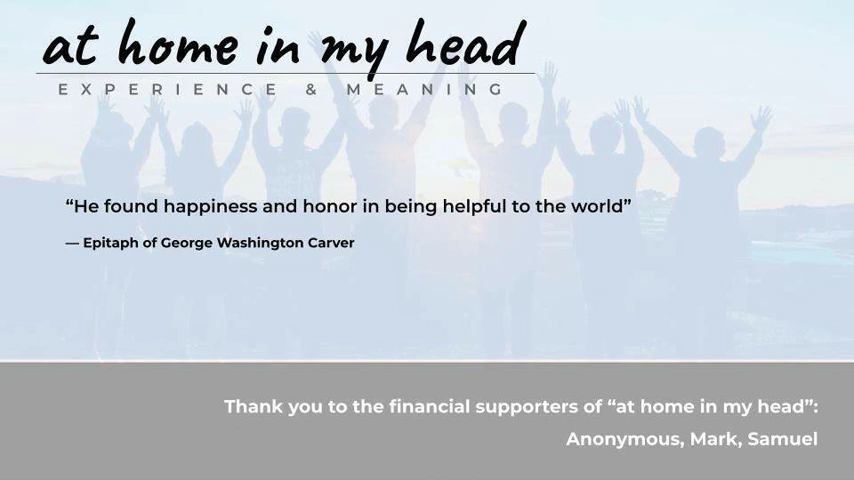 at home in my head
EXPERIENCE & MEANING
“He found happiness and honor in being helpful to the world”
— Epitaph of George Washington Carver
Thank you to the financial supporters of “at home in my head”:
Anonymous, Mark, Samuel